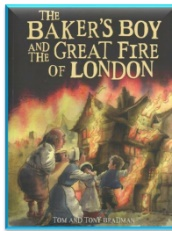 THE
BAKER'S BOY
AND THE GREAT FIRE
OF LONDON
TOM AND TONY BRADMAN